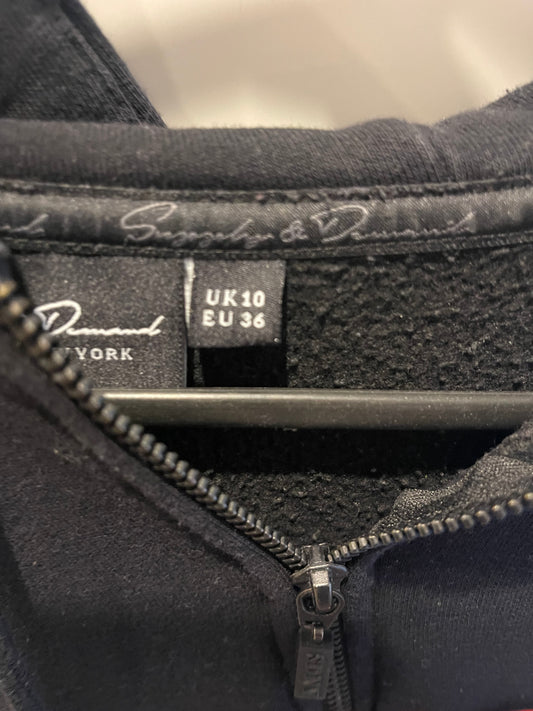 Supply & Demand
Demand
YORK
UK 10
EU 36